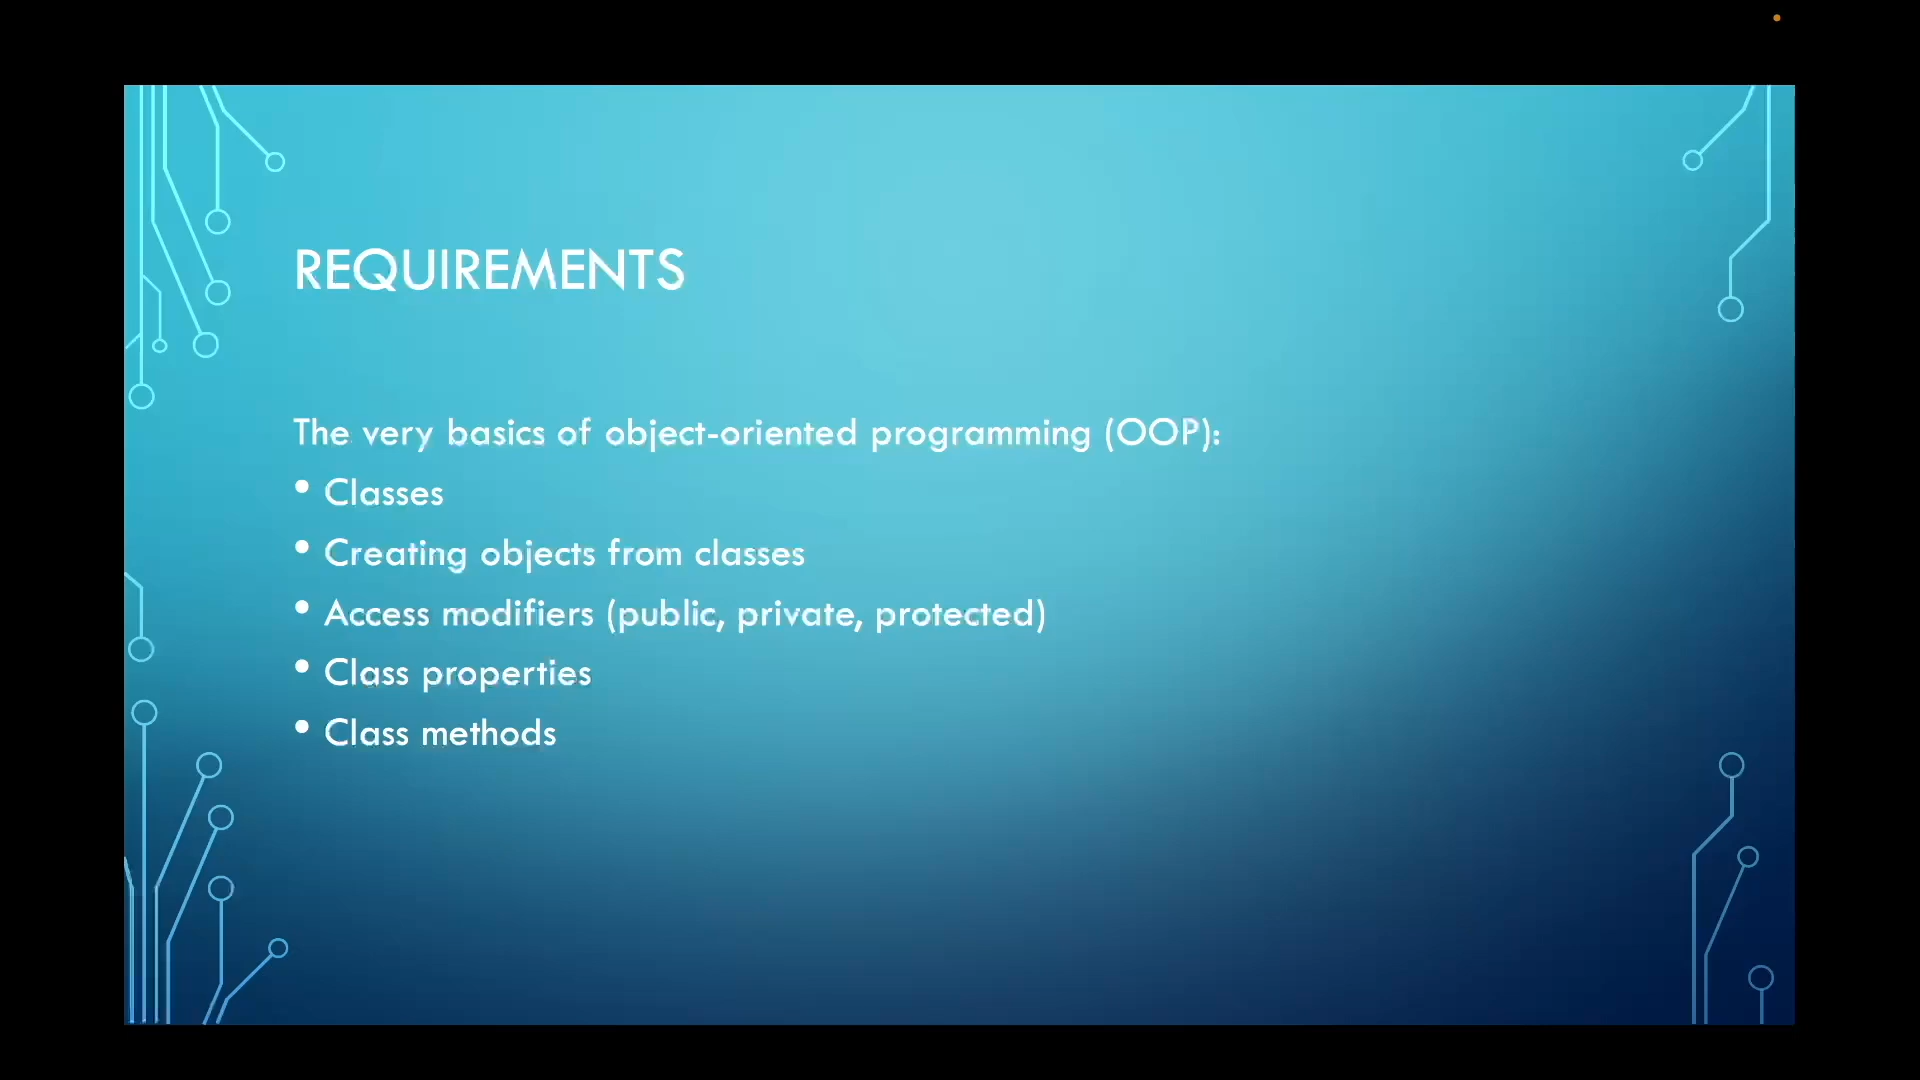 REQUIREMENTS
The very basics of object-oriented programming (OOP):
• Classes
• Creating objects from classes
• Access modifiers (public, private, protected)
• Class properties
• Class methods